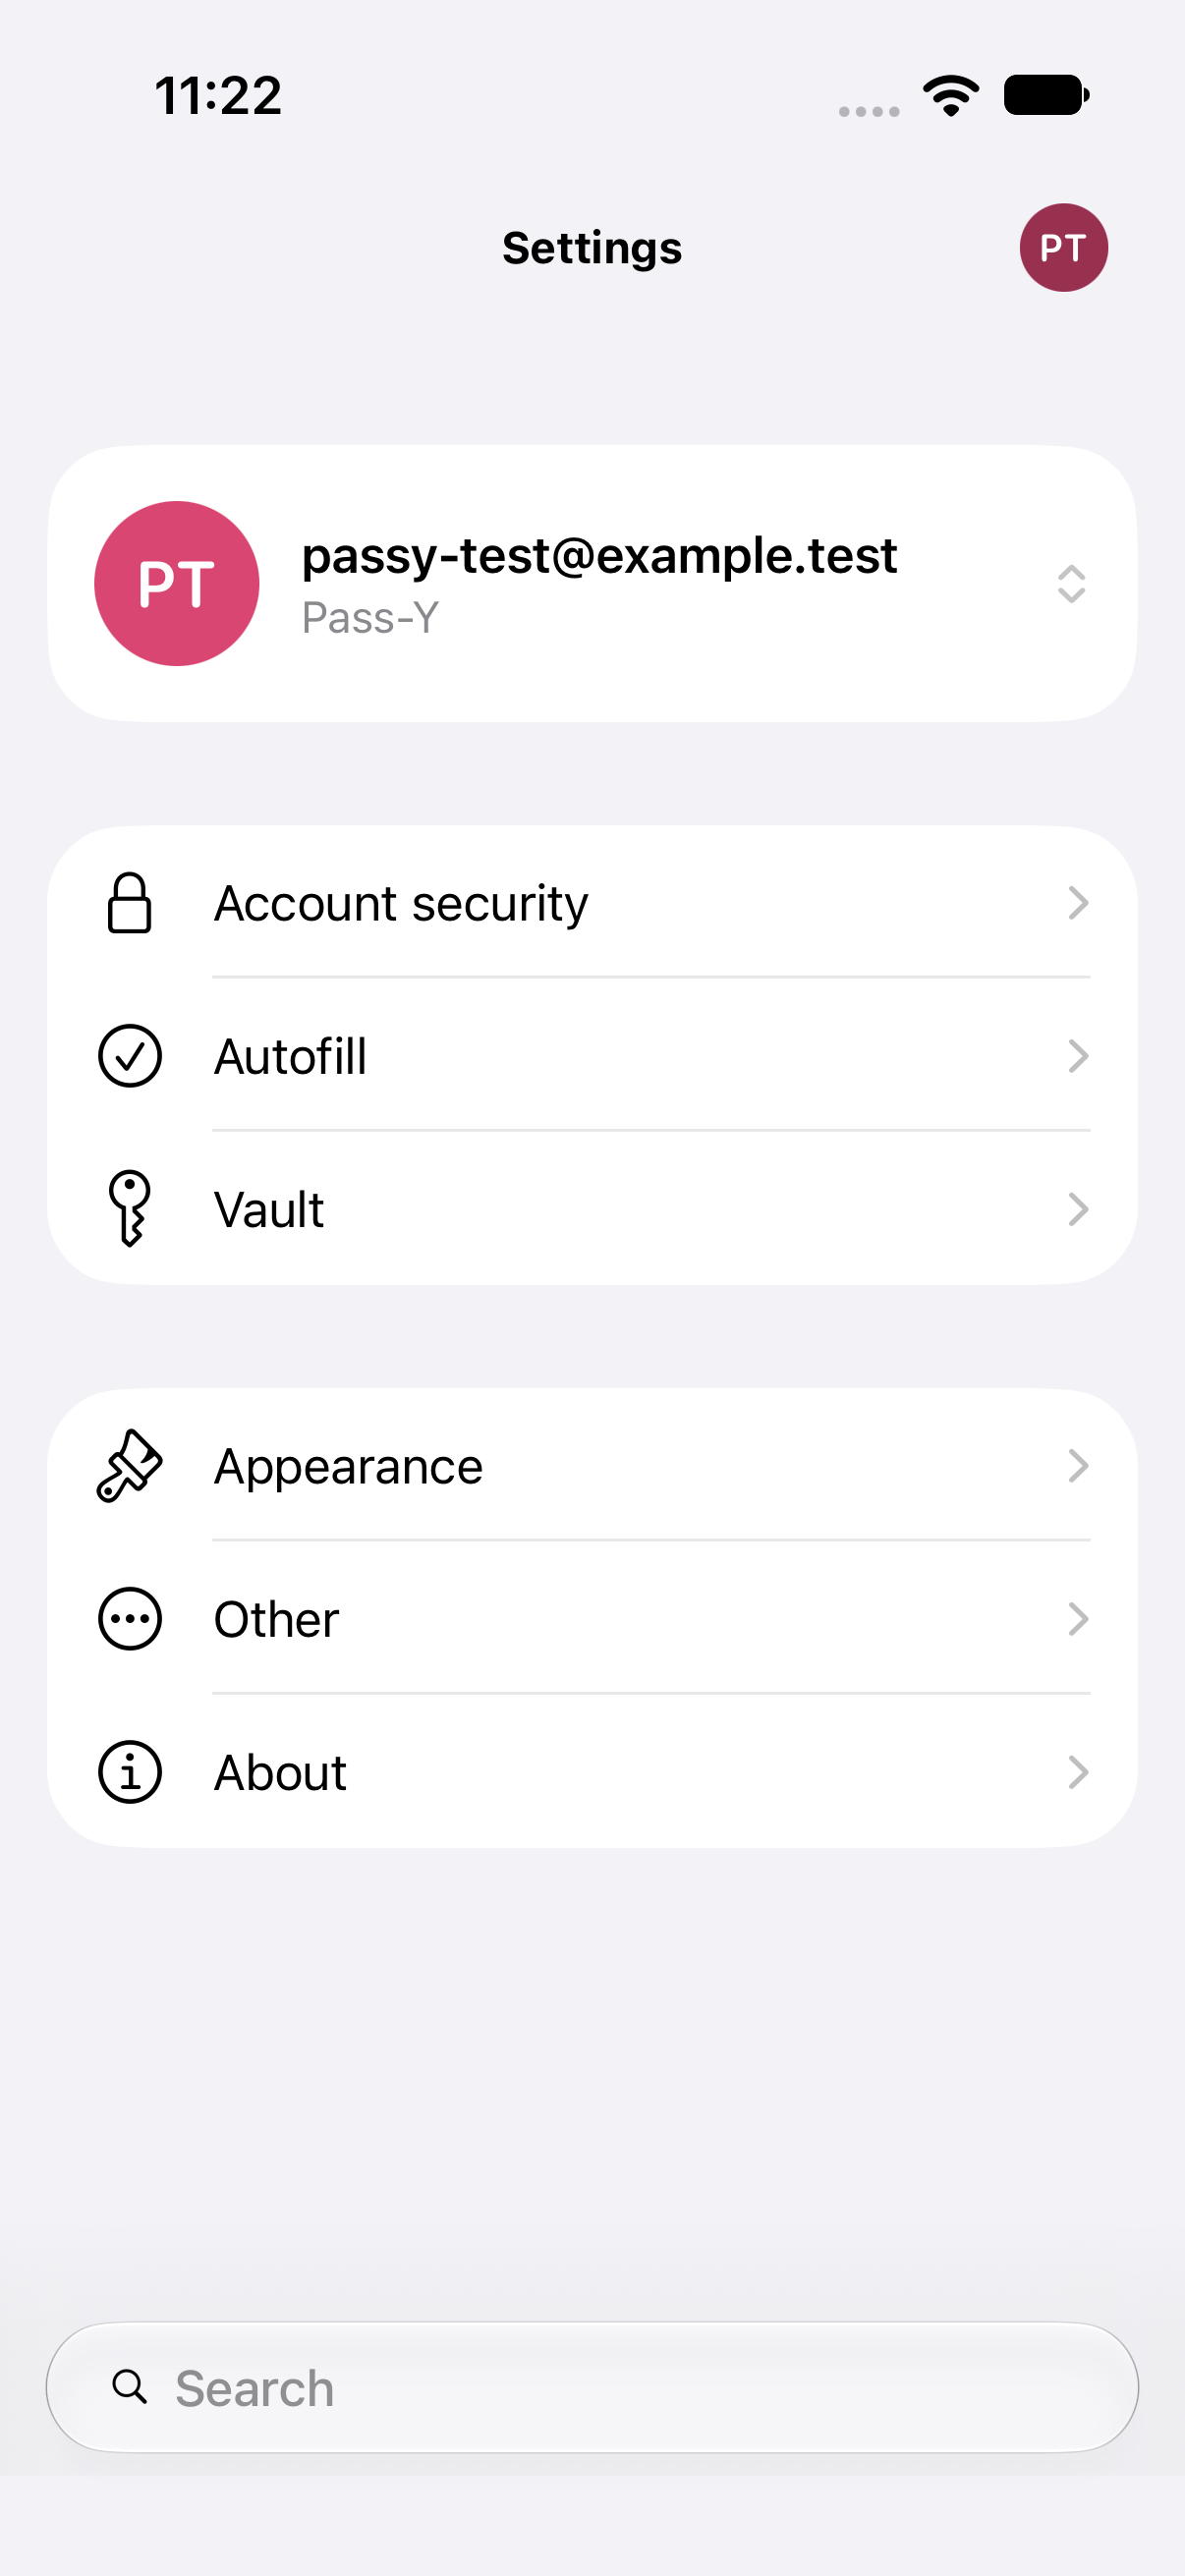 11:22
Settings
PT
PT
passy-test@example.test
Pass-Y
Account security
Autofill
Vault
Appearance
Other
About
Search